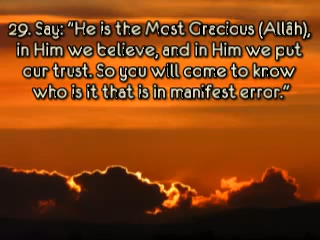 29. Say: “He is the Most Gracious (Allâh),
in Him we believe, and in Him we put
our trust. So you will come to know
who is it that is in manifest error.”